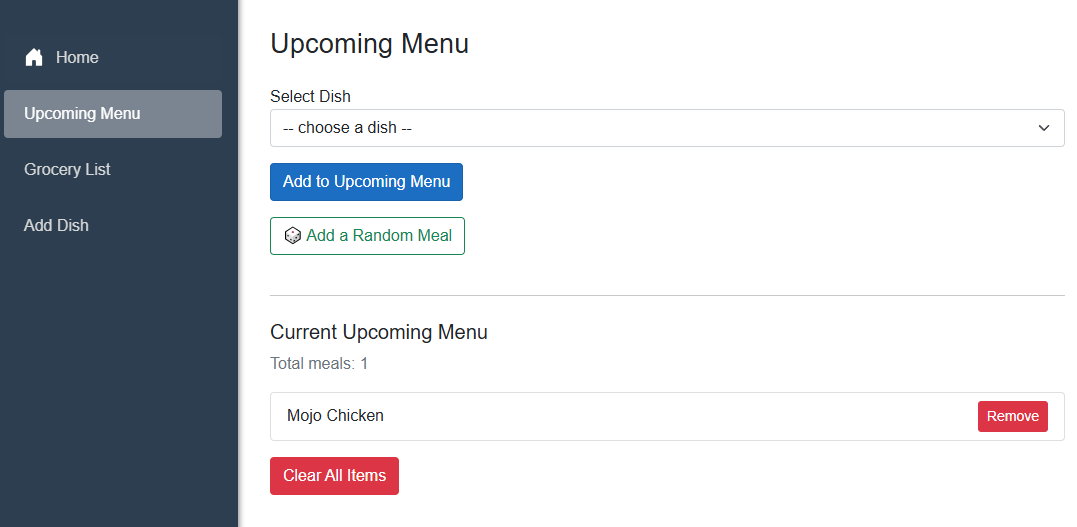 Home
Upcoming Menu
Grocery List
Add Dish
Upcoming Menu
Select Dish
-- choose a dish --
Add to Upcoming Menu
Add a Random Meal
Current Upcoming Menu
Total meals: 1
Mojo Chicken
Remove
Clear All Items